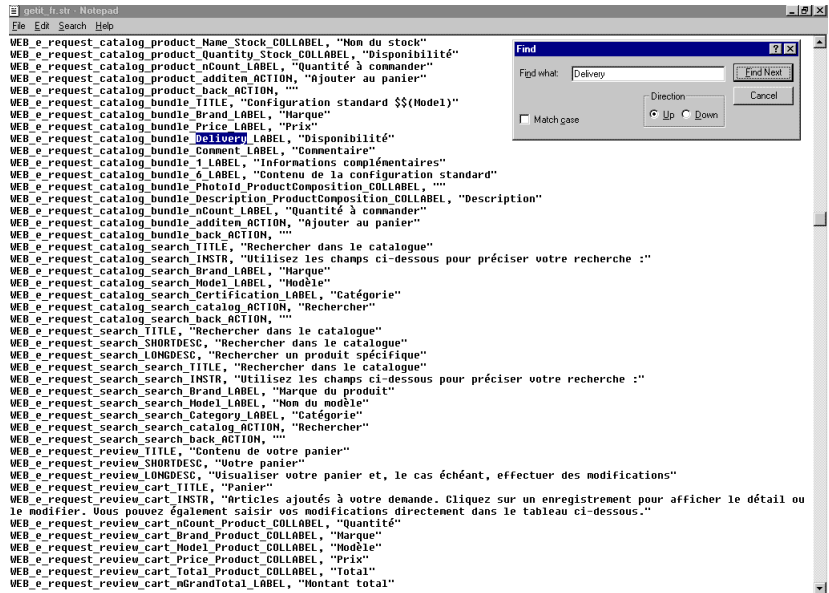 getit_fr.str - Notepad
File Edit Search Help
WEB_e_request_catalog_product_Name_Stock_COLLABEL, "Nom du stock"
WEB_e_request_catalog_product_Quantity_Stock_COLLABEL, "Disponibilité"
WEB_e_request_catalog_product_nCount_LABEL, "Quantité à commander"
WEB_e_request_catalog_product_additem_ACTION, "Ajouter au panier"
WEB_e_request_catalog_product_back_ACTION, ""
WEB_e_request_catalog_bundle_TITLE, "Configuration standard $$(Model)"
WEB_e_request_catalog_bundle_Brand_LABEL, "Marque"
WEB_e_request_catalog_bundle_Price_LABEL, "Prix"
WEB_e_request_catalog_bundle_Delivery_LABEL, "Disponibilité"
WEB_e_request_catalog_bundle_Comment_LABEL, "Commentaire"
WEB_e_request_catalog_bundle_1_LABEL, "Informations complémentaires"
WEB_e_request_catalog_bundle_6_LABEL, "Contenu de la configuration standard"
WEB_e_request_catalog_bundle_PhotoId_ProductComposition_COLLABEL, ""
WEB_e_request_catalog_bundle_Description_ProductComposition_COLLABEL, "Description"
WEB_e_request_catalog_bundle_nCount_LABEL, "Quantité à commander"
WEB_e_request_catalog_bundle_additem_ACTION, "Ajouter au panier"
WEB_e_request_catalog_bundle_back_ACTION, ""
WEB_e_request_catalog_search_TITLE, "Rechercher dans le catalogue"
WEB_e_request_catalog_search_INSTR, "Utilisez les champs ci-dessous pour préciser votre recherche :"
WEB_e_request_catalog_search_Brand_LABEL, "Marque"
WEB_e_request_catalog_search_Model_LABEL, "Modèle"
WEB_e_request_catalog_search_Certification_LABEL, "Catégorie"
WEB_e_request_catalog_search_catalog_ACTION, "Rechercher"
WEB_e_request_catalog_search_back_ACTION, ""
WEB_e_request_search_TITLE, "Rechercher dans le catalogue"
WEB_e_request_search_SHORTDESC, "Rechercher dans le catalogue"
WEB_e_request_search_LONGDESC, "Rechercher un produit spécifique"
WEB_e_request_search_search_TITLE, "Rechercher dans le catalogue"
WEB_e_request_search_search_INSTR, "Utilisez les champs ci-dessous pour préciser votre recherche :"
WEB_e_request_search_search_Brand_LABEL, "Marque du produit"
WEB_e_request_search_search_Model_LABEL, "Nom du modèle"
WEB_e_request_search_search_Category_LABEL, "Catégorie"
WEB_e_request_search_search_catalog_ACTION, "Rechercher"
WEB_e_request_search_search_back_ACTION, ""
WEB_e_request_review_TITLE, "Contenu de votre panier"
WEB_e_request_review_SHORTDESC, "Votre panier"
WEB_e_request_review_LONGDESC, "Visualiser votre panier et, le cas échéant, effectuer des modifications"
WEB_e_request_review_cart_TITLE, "Panier"
WEB_e_request_review_cart_INSTR, "Articles ajoutés à votre demande. Cliquez sur un enregistrement pour afficher le détail ou
le modifier. Vous pouvez également saisir vos modifications directement dans le tableau ci-dessous."
WEB_e_request_review_cart_nCount_Product_COLLABEL, "Quantité"
WEB_e_request_review_cart_Brand_Product_COLLABEL, "Marque"
WEB_e_request_review_cart_Model_Product_COLLABEL, "Modèle"
WEB_e_request_review_cart_Price_Product_COLLABEL, "Prix"
WEB_e_request_review_cart_Total_Product_COLLABEL, "Total"
WEB_e_request_review_cart_mGrandTotal_LABEL, "Montant total"
Find
Find what: Delivery Find Next
Direction Cancel
Match case Up Down